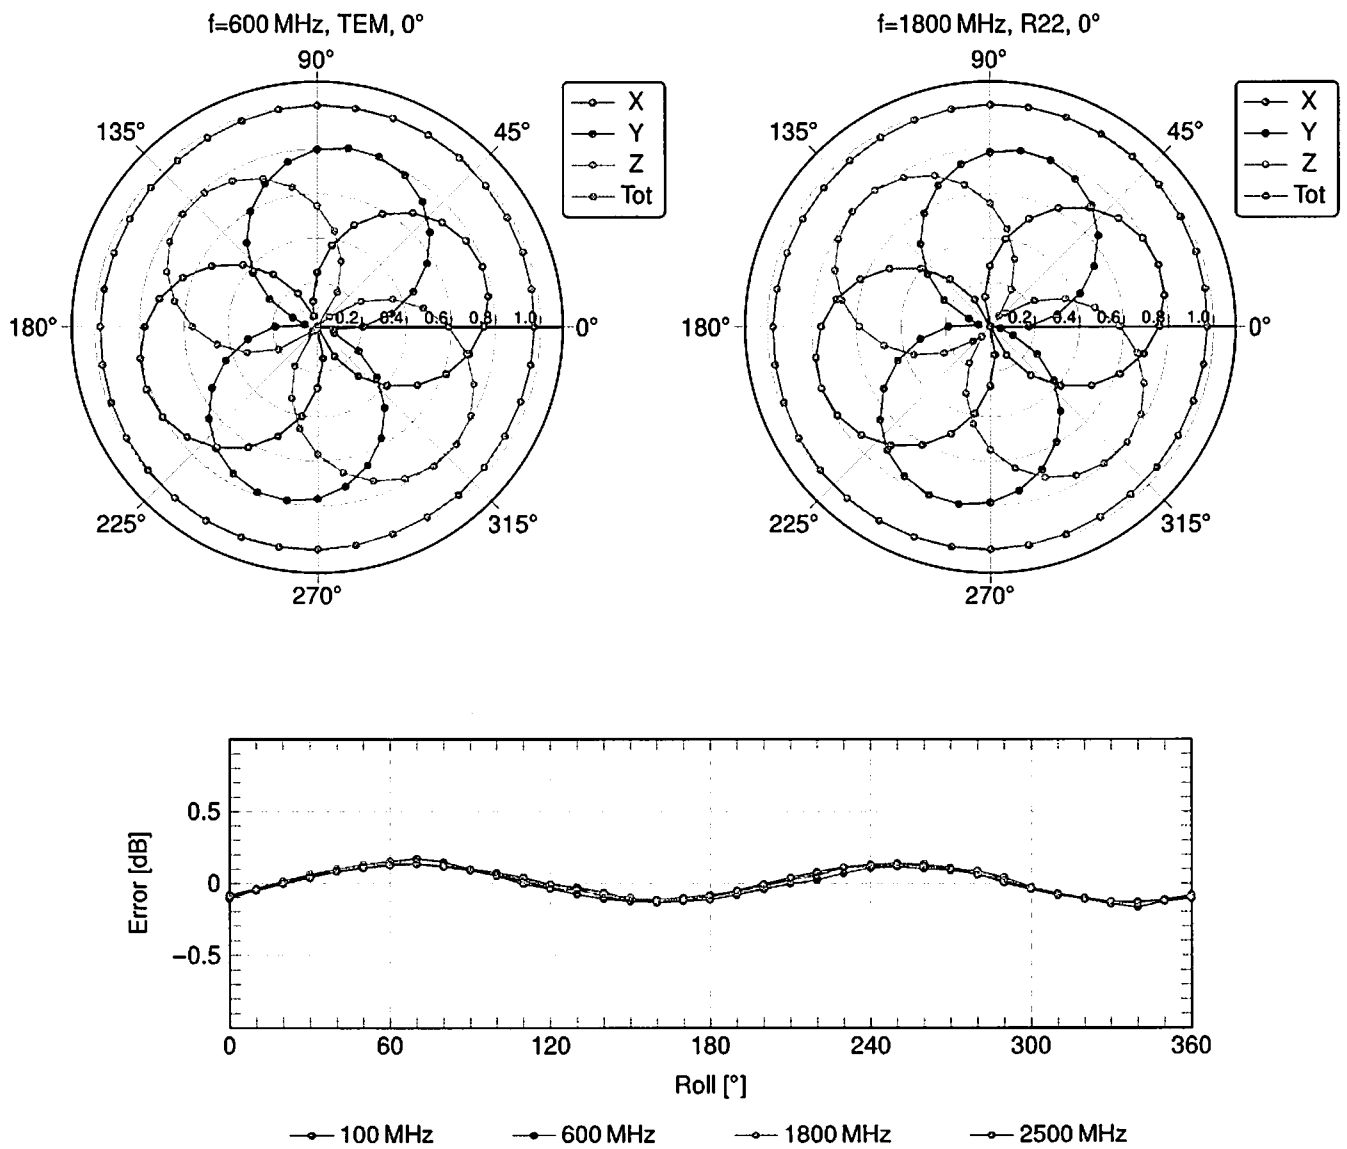 f=600 MHz, TEM, 0°
90°
135°
45°
180°
0°
225°
315°
270°
0.2
0.4
0.6
0.8
1.0
X
Y
Z
Tot
f=1800 MHz, R22, 0°
90°
135°
45°
180°
0°
225°
315°
270°
0.2
0.4
0.6
0.8
1.0
X
Y
Z
Tot
Error [dB]
0.5
0
−0.5
0 60 120 180 240 300 360
Roll [°]
100 MHz 600 MHz 1800 MHz 2500 MHz